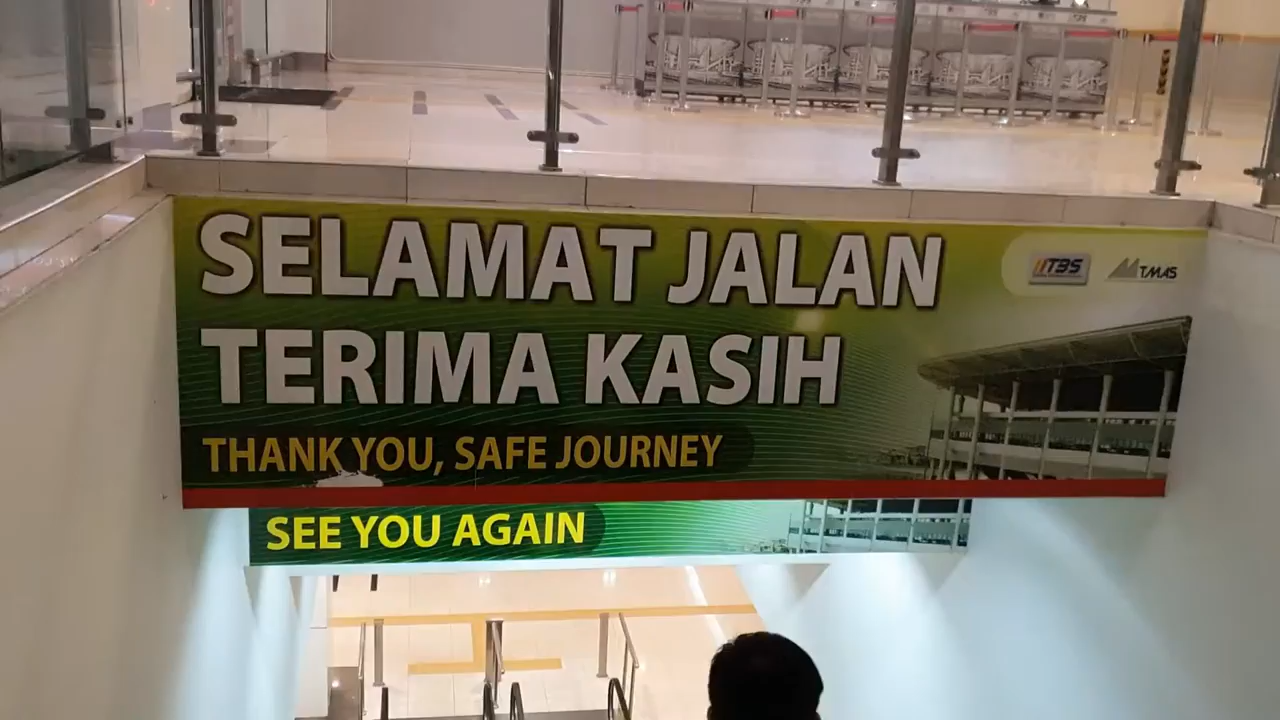 SELAMAT JALAN
TERIMA KASIH
THANK YOU, SAFE JOURNEY
TBS
TMAS
SEE YOU AGAIN